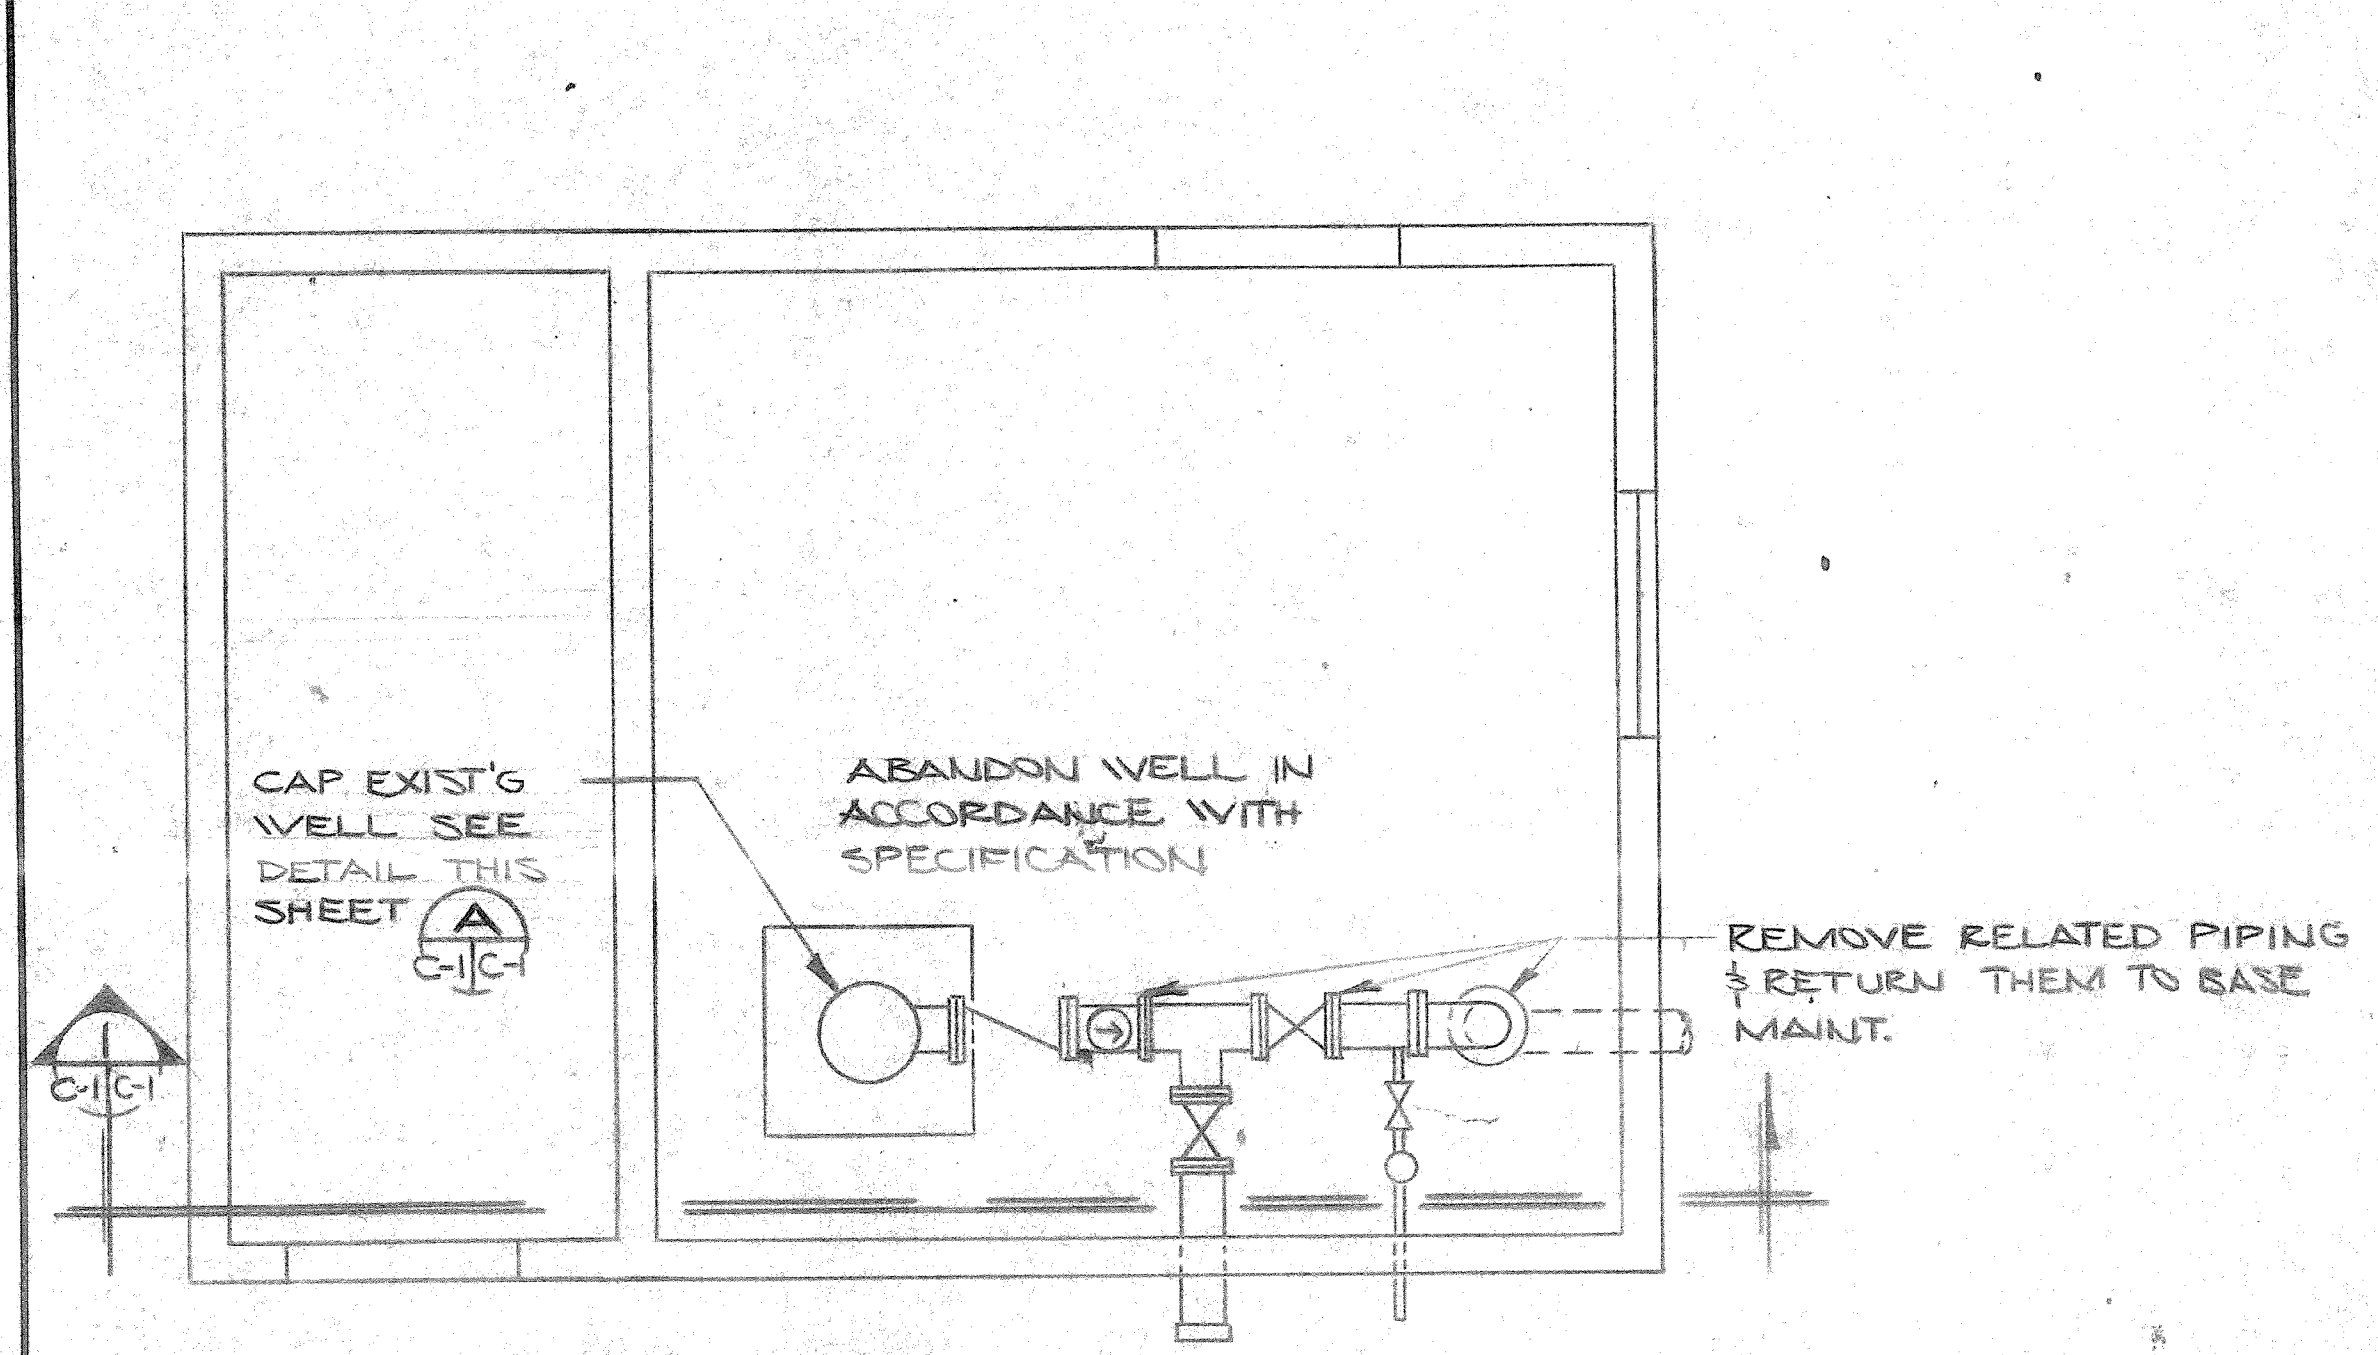 CAP EXIST'G
WELL SEE
DETAIL THIS
SHEET
A
C-1 C-1
ABANDON WELL IN
ACCORDANCE WITH
SPECIFICATION
REMOVE RELATED PIPING
& RETURN THEM TO BASE
MAINT.
1
C-1 C-1